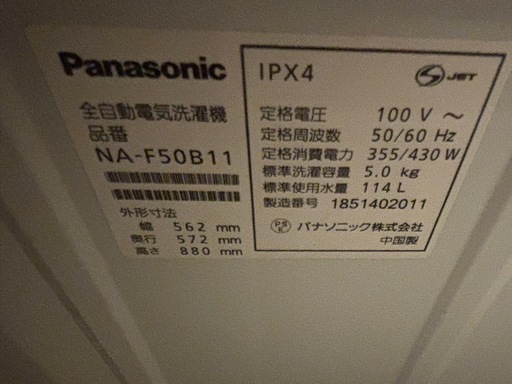 Panasonic
全自動電気洗濯機
品番
NA-F50B11
外形寸法
幅 562 mm
奥行 572 mm
高さ 880 mm
IPX4
S JET
定格電圧 100 V ～
定格周波数 50/60 Hz
定格消費電力 355/430 W
標準洗濯容量 5.0 kg
標準使用水量 114 L
製造番号 1851402011
PS E パナソニック株式会社
中国製